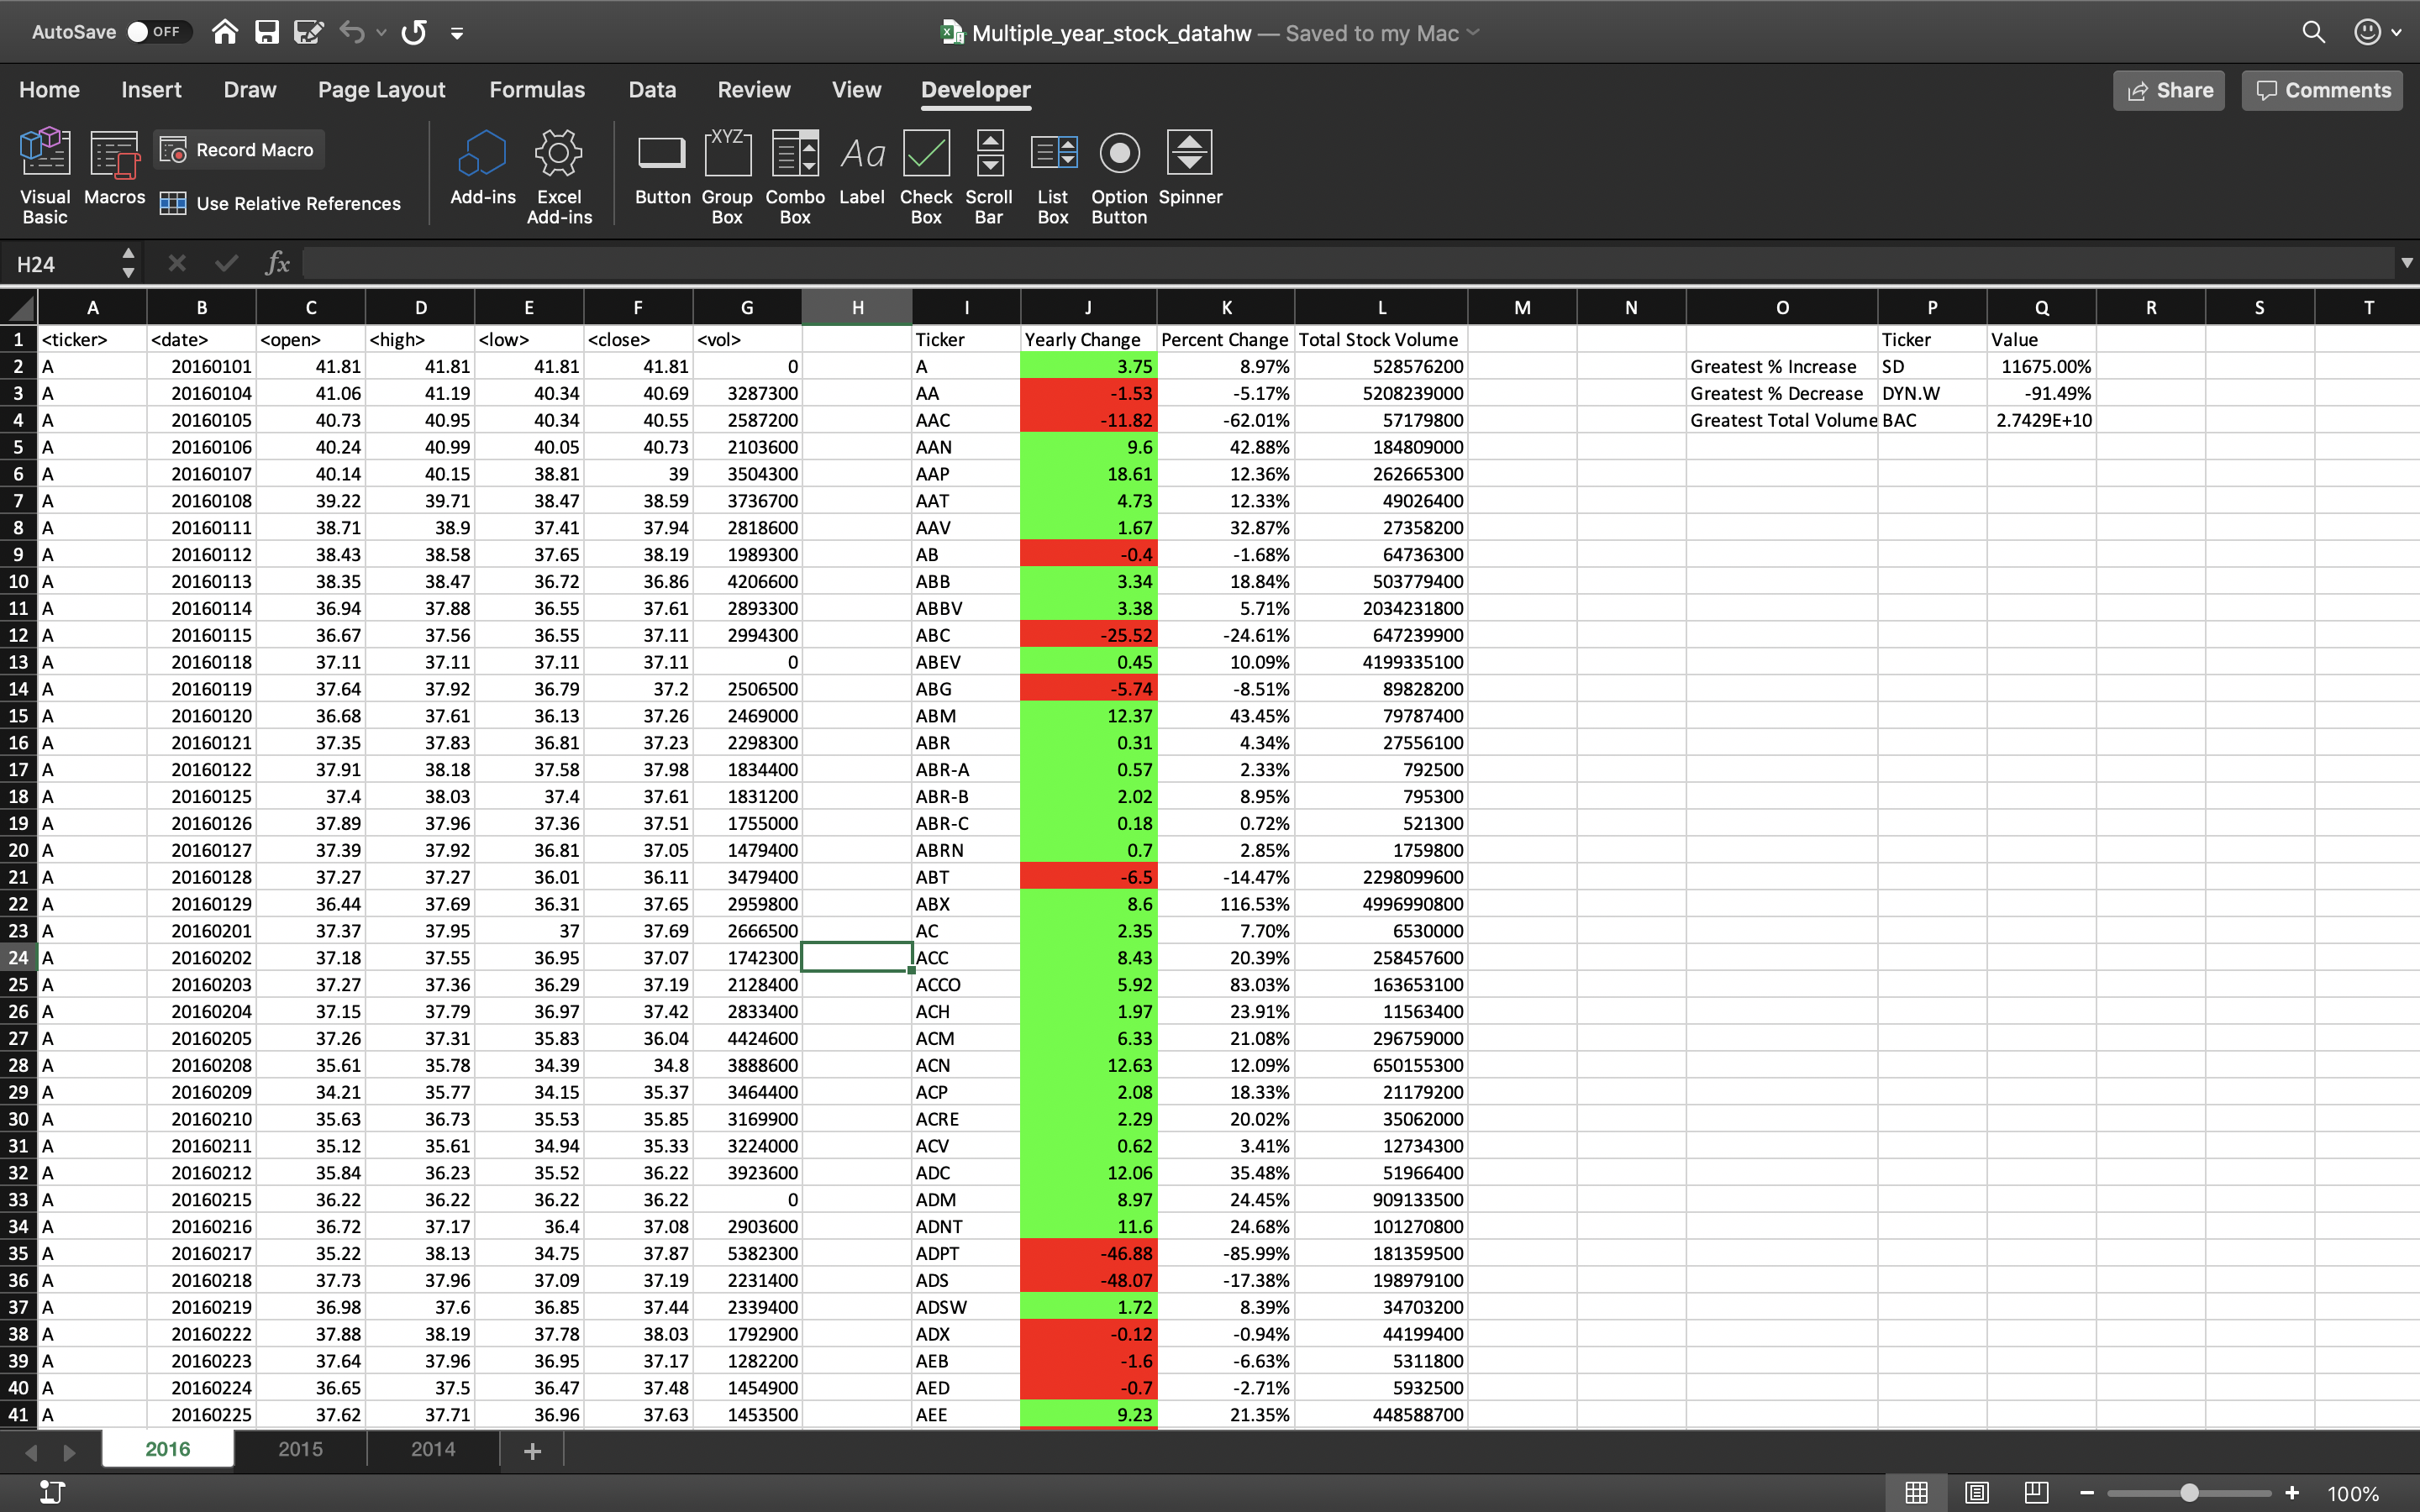 AutoSave OFF Multiple_year_stock_datahw — Saved to my Mac
Home Insert Draw Page Layout Formulas Data Review View Developer Share Comments
Visual Basic Macros Record Macro Use Relative References Add-ins Excel Add-ins Button Group Box Combo Box Label Check Box Scroll Bar List Box Option Button Spinner
H24 fx
A B C D E F G H I J K L M N O P Q R S T
1 <ticker> <date> <open> <high> <low> <close> <vol> Ticker Yearly Change Percent Change Total Stock Volume Ticker Value
2 A 20160101 41.81 41.81 41.81 41.81 0 A 3.75 8.97% 528576200 Greatest % Increase SD 11675.00%
3 A 20160104 41.06 41.19 40.34 40.69 3287300 AA -1.53 -5.17% 5208239000 Greatest % Decrease DYN.W -91.49%
4 A 20160105 40.73 40.95 40.34 40.55 2587200 AAC -11.82 -62.01% 57179800 Greatest Total Volume BAC 2.7429E+10
5 A 20160106 40.24 40.99 40.05 40.73 2103600 AAN 9.6 42.88% 184809000
6 A 20160107 40.14 40.15 38.81 39 3504300 AAP 18.61 12.36% 262665300
7 A 20160108 39.22 39.71 38.47 38.59 3736700 AAT 4.73 12.33% 49026400
8 A 20160111 38.71 38.9 37.41 37.94 2818600 AAV 1.67 32.87% 27358200
9 A 20160112 38.43 38.58 37.65 38.19 1989300 AB -0.4 -1.68% 64736300
10 A 20160113 38.35 38.47 36.72 36.86 4206600 ABB 3.34 18.84% 503779400
11 A 20160114 36.94 37.88 36.55 37.61 2893300 ABBV 3.38 5.71% 2034231800
12 A 20160115 36.67 37.56 36.55 37.11 2994300 ABC -25.52 -24.61% 647239900
13 A 20160118 37.11 37.11 37.11 37.11 0 ABEV 0.45 10.09% 4199335100
14 A 20160119 37.64 37.92 36.79 37.2 2506500 ABG -5.74 -8.51% 89828200
15 A 20160120 36.68 37.61 36.13 37.26 2469000 ABM 12.37 43.45% 79787400
16 A 20160121 37.35 37.83 36.81 37.23 2298300 ABR 0.31 4.34% 27556100
17 A 20160122 37.91 38.18 37.58 37.98 1834400 ABR-A 0.57 2.33% 792500
18 A 20160125 37.4 38.03 37.4 37.61 1831200 ABR-B 2.02 8.95% 795300
19 A 20160126 37.89 37.96 37.36 37.51 1755000 ABR-C 0.18 0.72% 521300
20 A 20160127 37.39 37.92 36.81 37.05 1479400 ABRN 0.7 2.85% 1759800
21 A 20160128 37.27 37.27 36.01 36.11 3479400 ABT -6.5 -14.47% 2298099600
22 A 20160129 36.44 37.69 36.31 37.65 2959800 ABX 8.6 116.53% 4996990800
23 A 20160201 37.37 37.95 37 37.69 2666500 AC 2.35 7.70% 6530000
24 A 20160202 37.18 37.55 36.95 37.07 1742300 ACC 8.43 20.39% 258457600
25 A 20160203 37.27 37.36 36.29 37.19 2128400 ACCO 5.92 83.03% 163653100
26 A 20160204 37.15 37.79 36.97 37.42 2833400 ACH 1.97 23.91% 11563400
27 A 20160205 37.26 37.31 35.83 36.04 4424600 ACM 6.33 21.08% 296759000
28 A 20160208 35.61 35.78 34.39 34.8 3888600 ACN 12.63 12.09% 650155300
29 A 20160209 34.21 35.77 34.15 35.37 3464400 ACP 2.08 18.33% 21179200
30 A 20160210 35.63 36.73 35.53 35.85 3169900 ACRE 2.29 20.02% 35062000
31 A 20160211 35.12 35.61 34.94 35.33 3224000 ACV 0.62 3.41% 12734300
32 A 20160212 35.84 36.23 35.52 36.22 3923600 ADC 12.06 35.48% 51966400
33 A 20160215 36.22 36.22 36.22 36.22 0 ADM 8.97 24.45% 909133500
34 A 20160216 36.72 37.17 36.4 37.08 2903600 ADNT 11.6 24.68% 101270800
35 A 20160217 35.22 38.13 34.75 37.87 5382300 ADPT -46.88 -85.99% 181359500
36 A 20160218 37.73 37.96 37.09 37.19 2231400 ADS -48.07 -17.38% 198979100
37 A 20160219 36.98 37.6 36.85 37.44 2339400 ADSW 1.72 8.39% 34703200
38 A 20160222 37.88 38.19 37.78 38.03 1792900 ADX -0.12 -0.94% 44199400
39 A 20160223 37.64 37.96 36.95 37.17 1282200 AEB -1.6 -6.63% 5311800
40 A 20160224 36.65 37.5 36.47 37.48 1454900 AED -0.7 -2.71% 5932500
41 A 20160225 37.62 37.71 36.96 37.63 1453500 AEE 9.23 21.35% 448588700
2016 2015 2014 +
100%